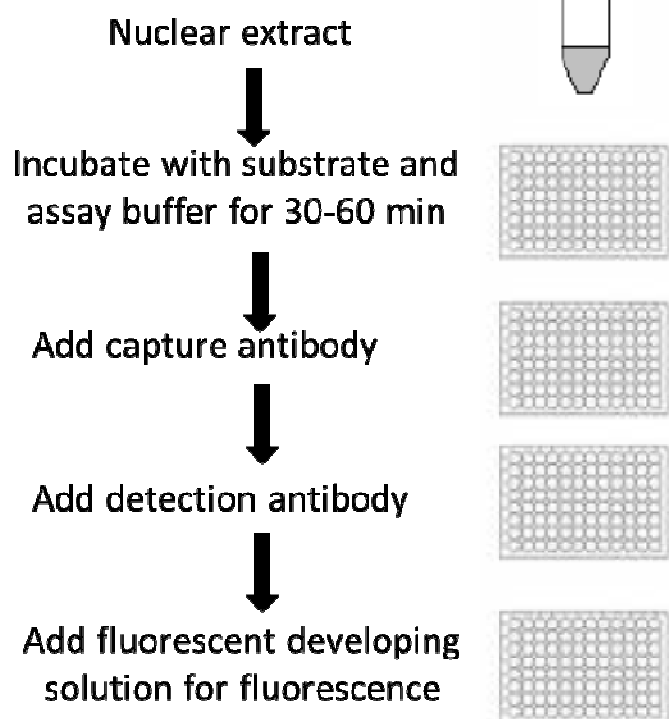 Nuclear extract
Incubate with substrate and
assay buffer for 30-60 min
Add capture antibody
Add detection antibody
Add fluorescent developing
solution for fluorescence